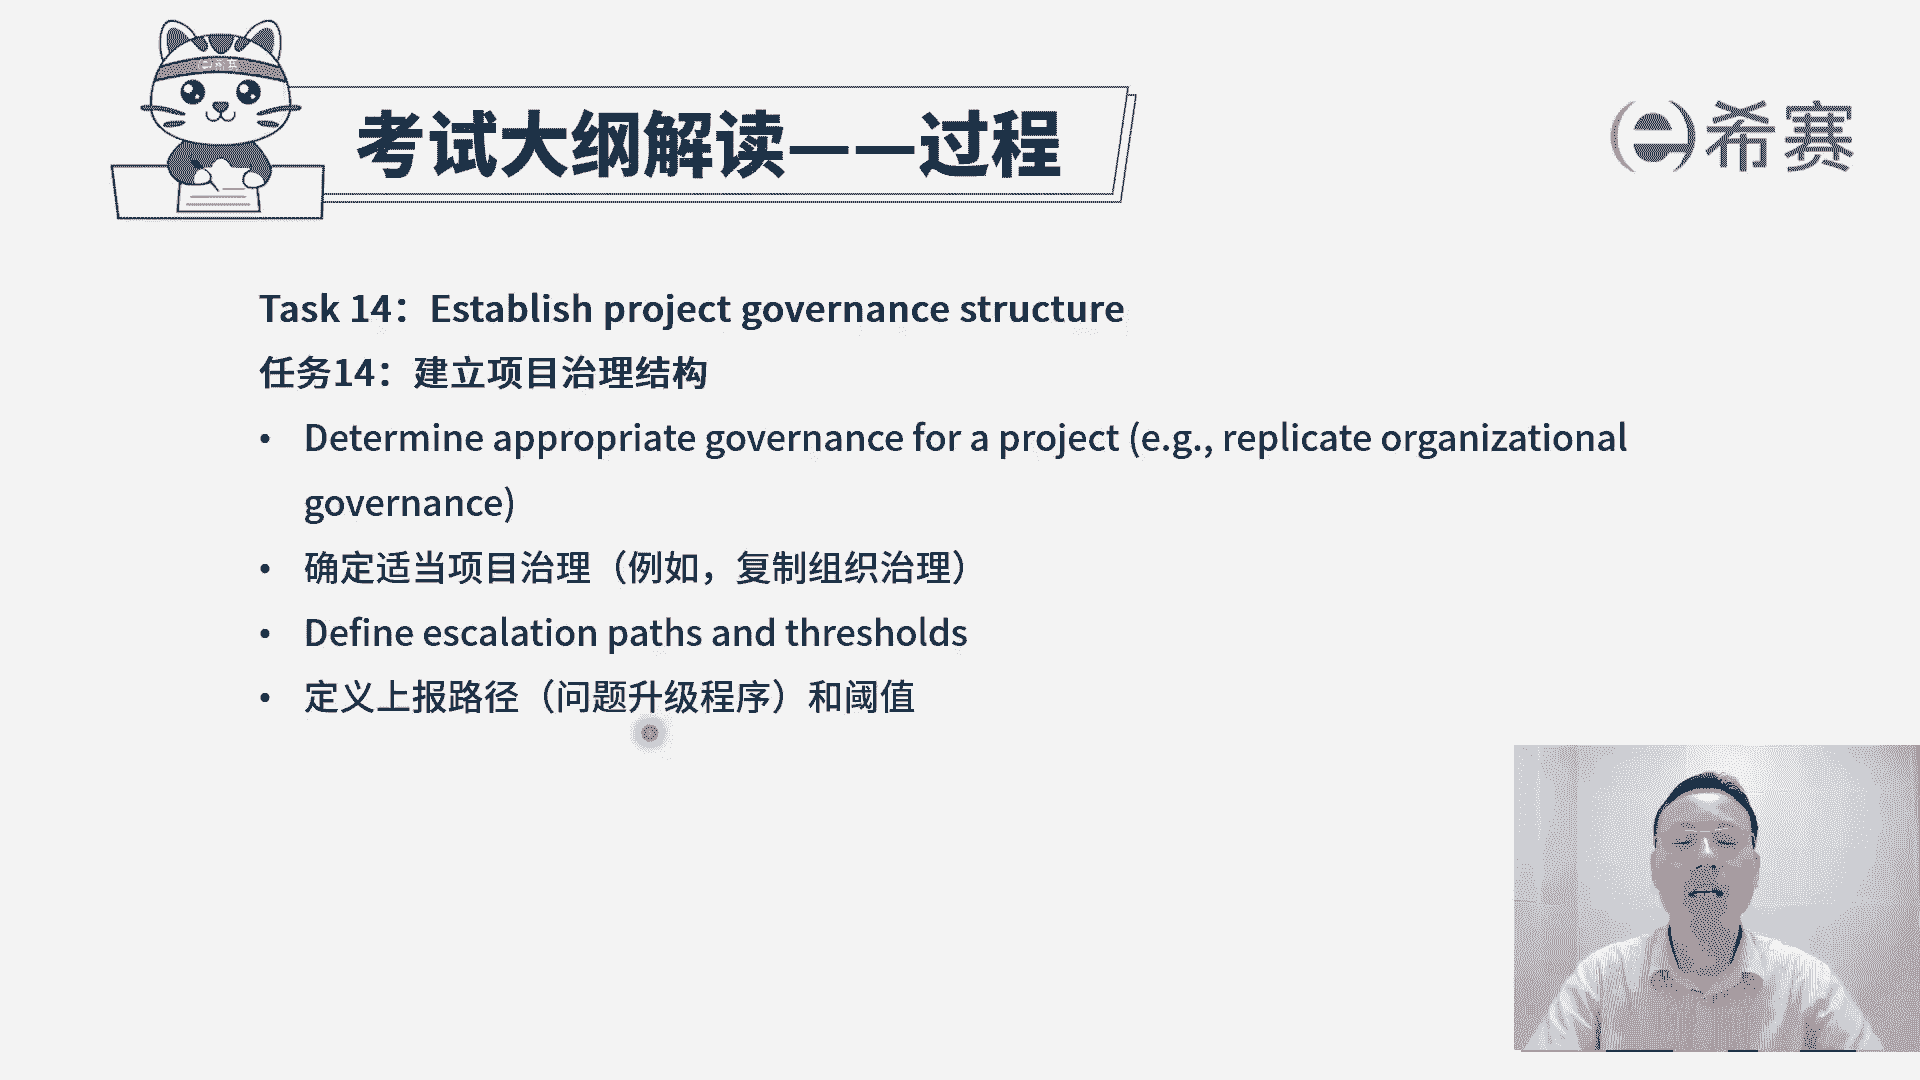 考试大纲解读——过程
希赛
Task 14：Establish project governance structure
任务14：建立项目治理结构
• Determine appropriate governance for a project (e.g., replicate organizational
governance)
• 确定适当项目治理（例如，复制组织治理）
• Define escalation paths and thresholds
• 定义上报路径（问题升级程序）和阈值